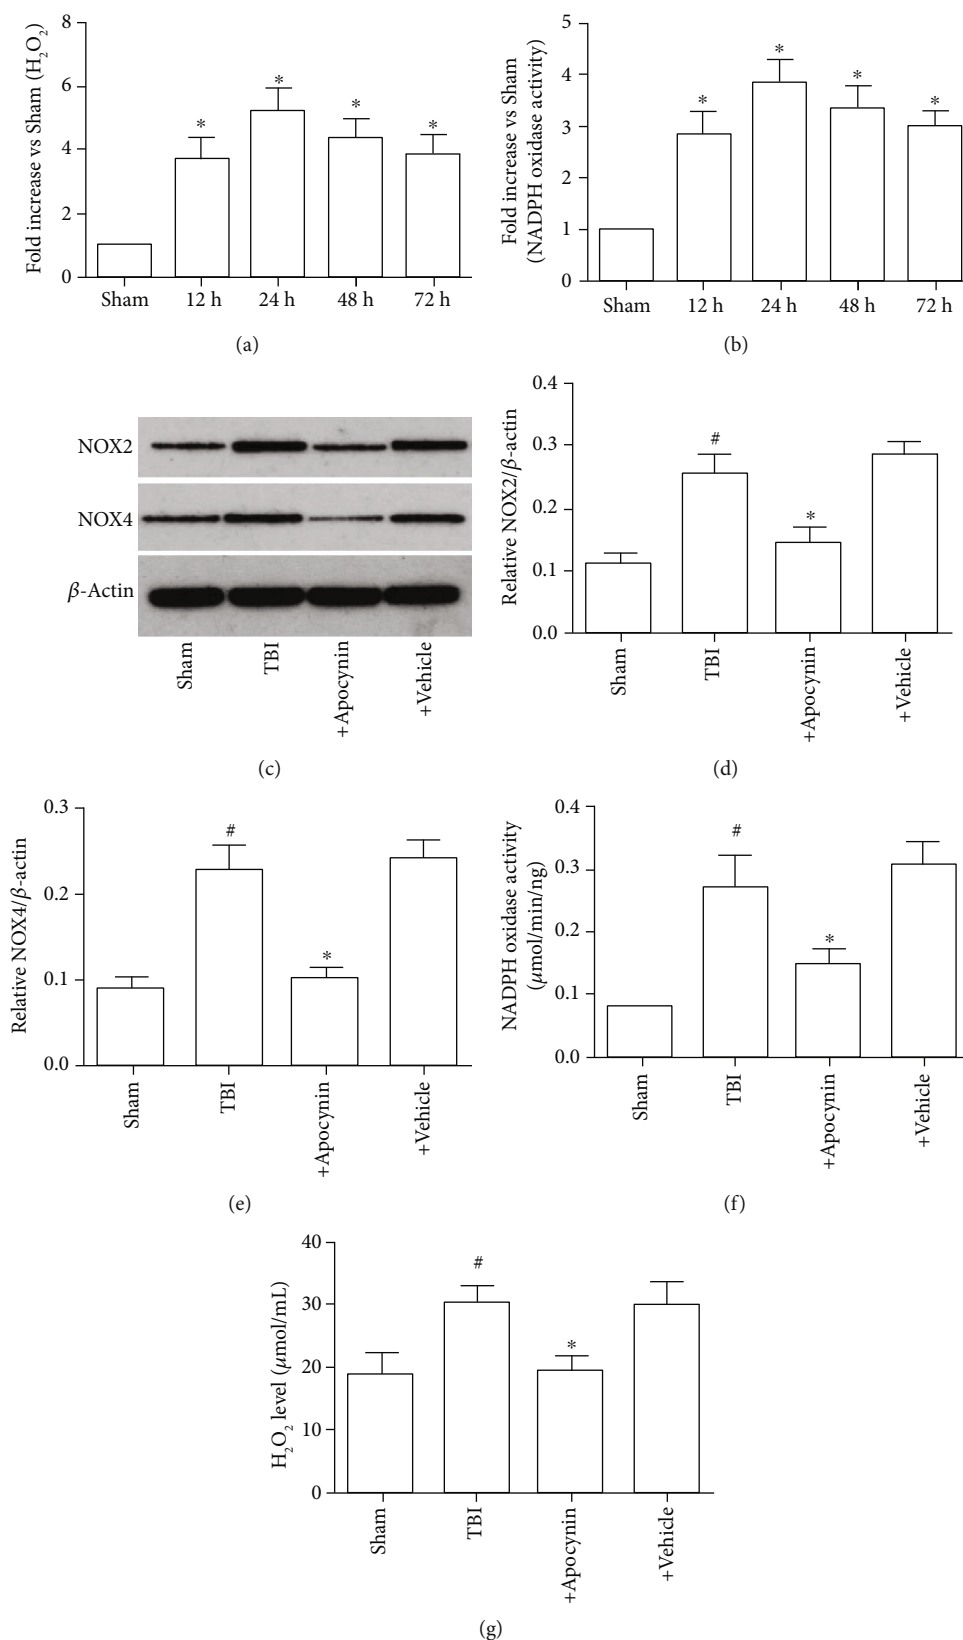 Fold increase vs Sham (H₂O₂)
8
6
4
2
0
*
*
*
*
Sham
12 h
24 h
48 h
72 h
(a)
Fold increase vs Sham
(NADPH oxidase activity)
5
4
3
2
1
0
*
*
*
*
Sham
12 h
24 h
48 h
72 h
(b)
NOX2
NOX4
β-Actin
Sham
TBI
+Apocynin
+Vehicle
(c)
Relative NOX2/β-actin
0.4
0.3
0.2
0.1
0.0
#
*
Sham
TBI
+Apocynin
+Vehicle
(d)
Relative NOX4/β-actin
0.3
0.2
0.1
0.0
#
*
Sham
TBI
+Apocynin
+Vehicle
(e)
NADPH oxidase activity
(μmol/min/ng)
0.4
0.3
0.2
0.1
0.0
#
*
Sham
TBI
+Apocynin
+Vehicle
(f)
H₂O₂ level (μmol/mL)
40
30
20
10
0
#
*
Sham
TBI
+Apocynin
+Vehicle
(g)